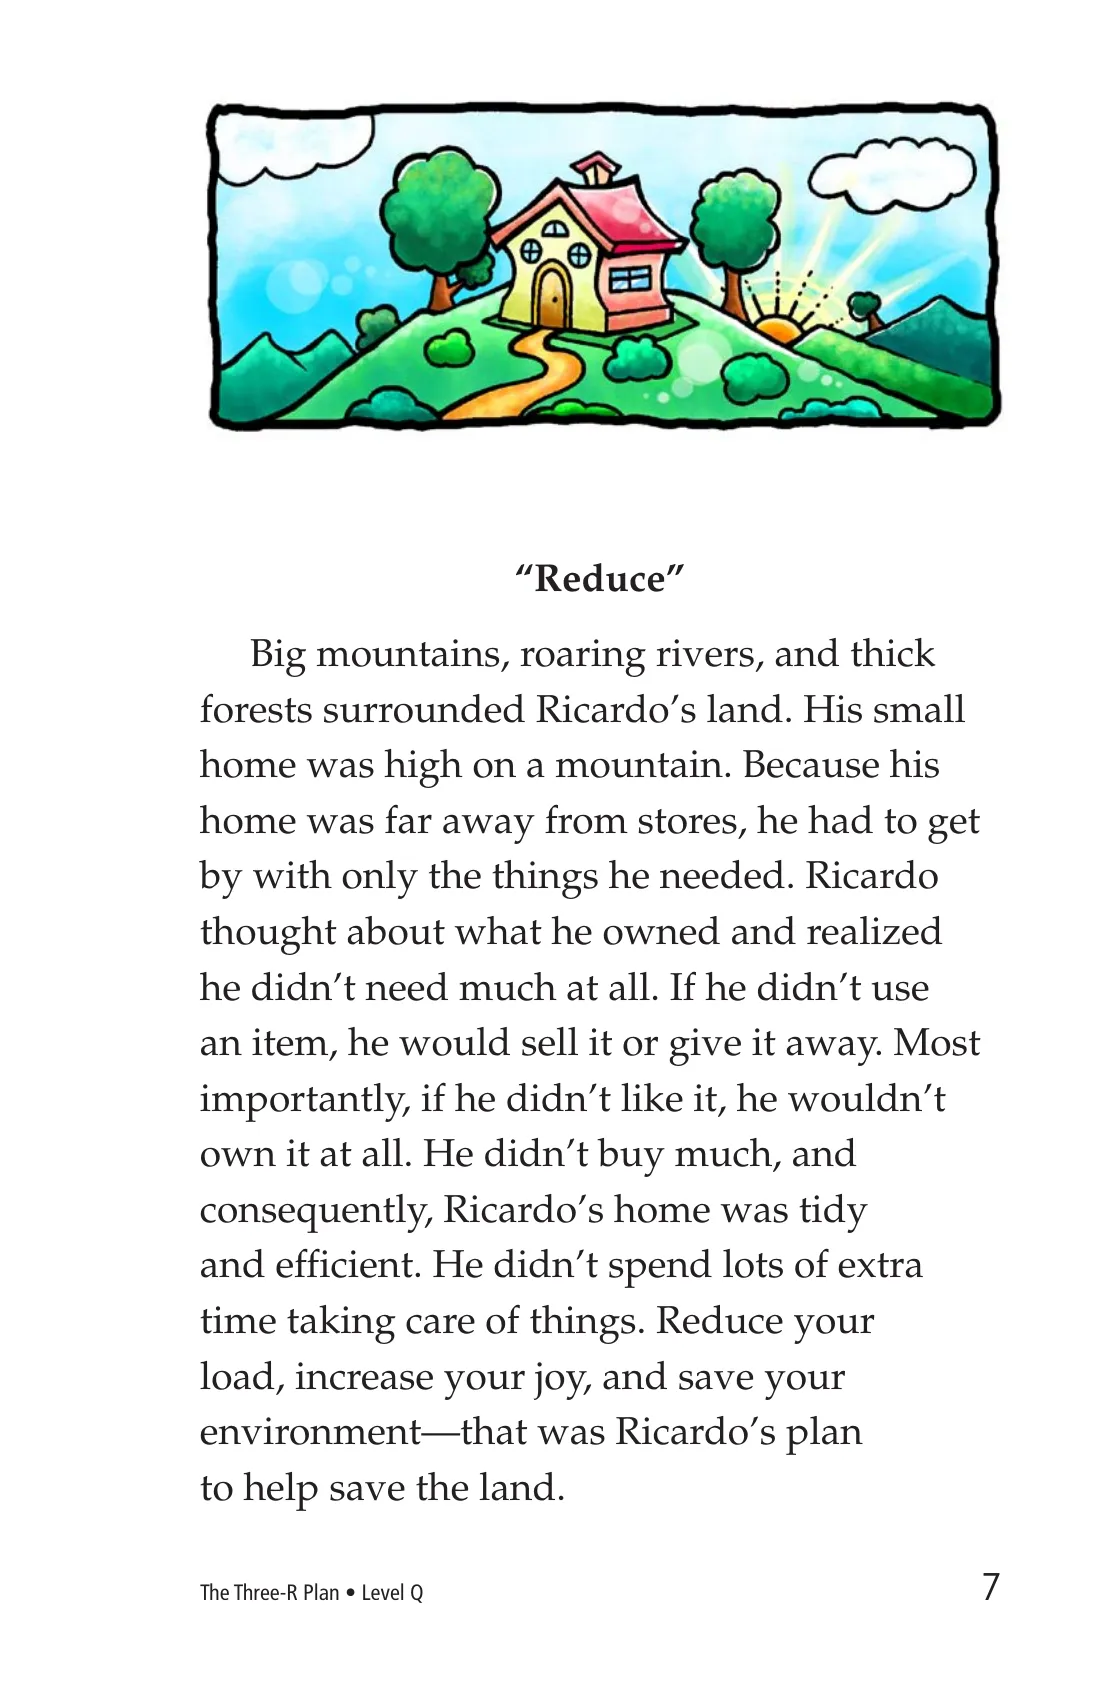 “Reduce”
Big mountains, roaring rivers, and thick
forests surrounded Ricardo’s land. His small
home was high on a mountain. Because his
home was far away from stores, he had to get
by with only the things he needed. Ricardo
thought about what he owned and realized
he didn’t need much at all. If he didn’t use
an item, he would sell it or give it away. Most
importantly, if he didn’t like it, he wouldn’t
own it at all. He didn’t buy much, and
consequently, Ricardo’s home was tidy
and efficient. He didn’t spend lots of extra
time taking care of things. Reduce your
load, increase your joy, and save your
environment—that was Ricardo’s plan
to help save the land.
The Three-R Plan • Level Q
7